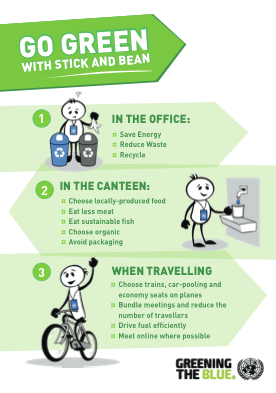 GO GREEN
WITH STICK AND BEAN
1
IN THE OFFICE:
Save Energy
Reduce Waste
Recycle
2
IN THE CANTEEN:
Choose locally-produced food
Eat less meat
Eat sustainable fish
Choose organic
Avoid packaging
3
WHEN TRAVELLING
Choose trains, car-pooling and
economy seats on planes
Bundle meetings and reduce the
number of travellers
Drive fuel efficiently
Meet online where possible
GREENING
THE BLUE.